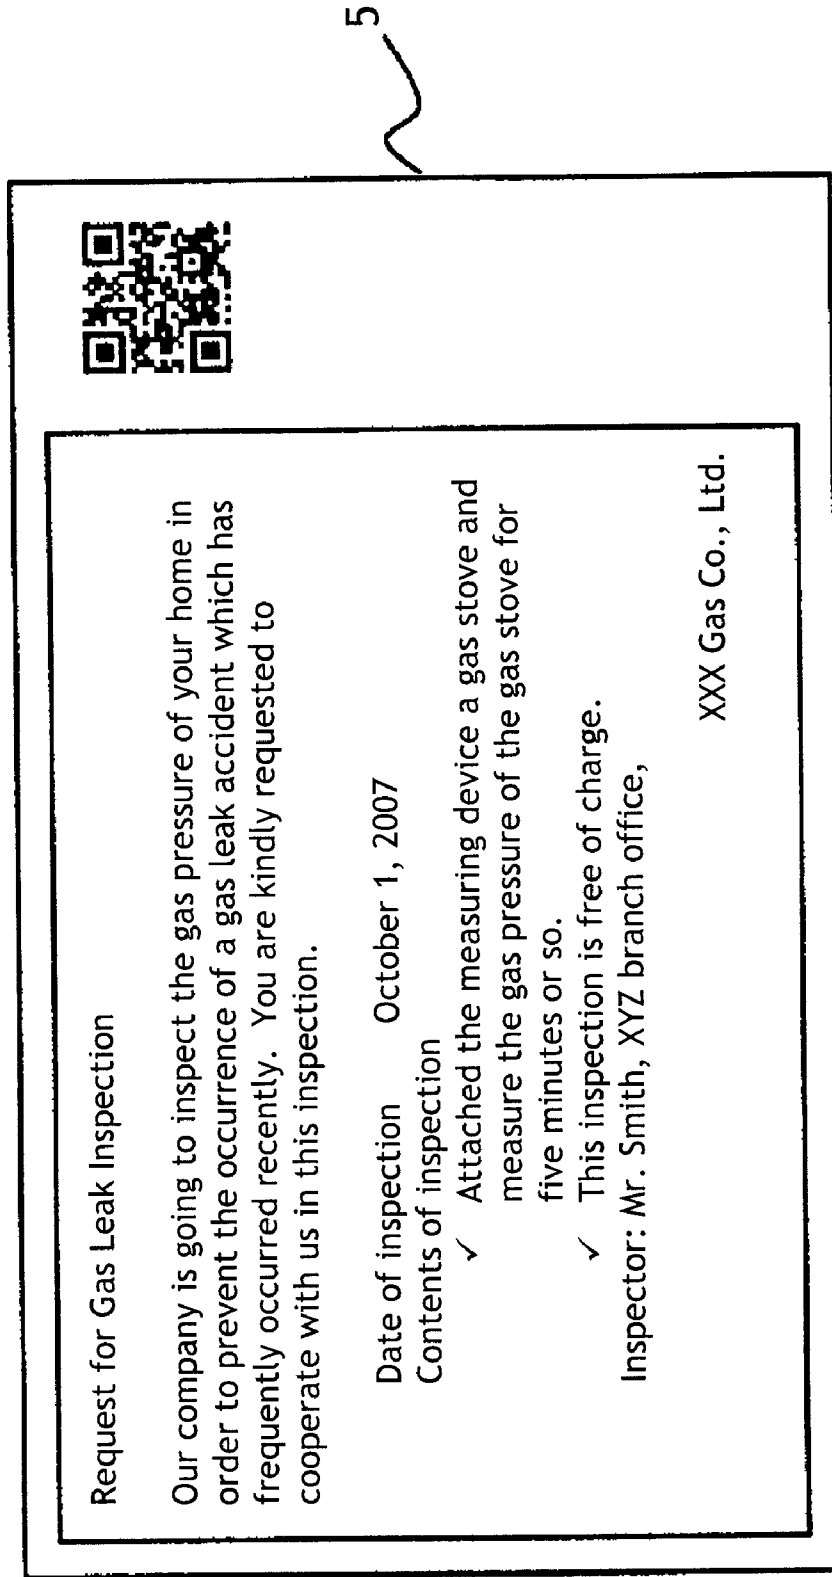 Request for Gas Leak Inspection
Our company is going to inspect the gas pressure of your home in
order to prevent the occurrence of a gas leak accident which has
frequently occurred recently. You are kindly requested to
cooperate with us in this inspection.
Date of inspection October 1, 2007
Contents of inspection
✓ Attached the measuring device a gas stove and
measure the gas pressure of the gas stove for
five minutes or so.
✓ This inspection is free of charge.
Inspector: Mr. Smith, XYZ branch office,
XXX Gas Co., Ltd.
5